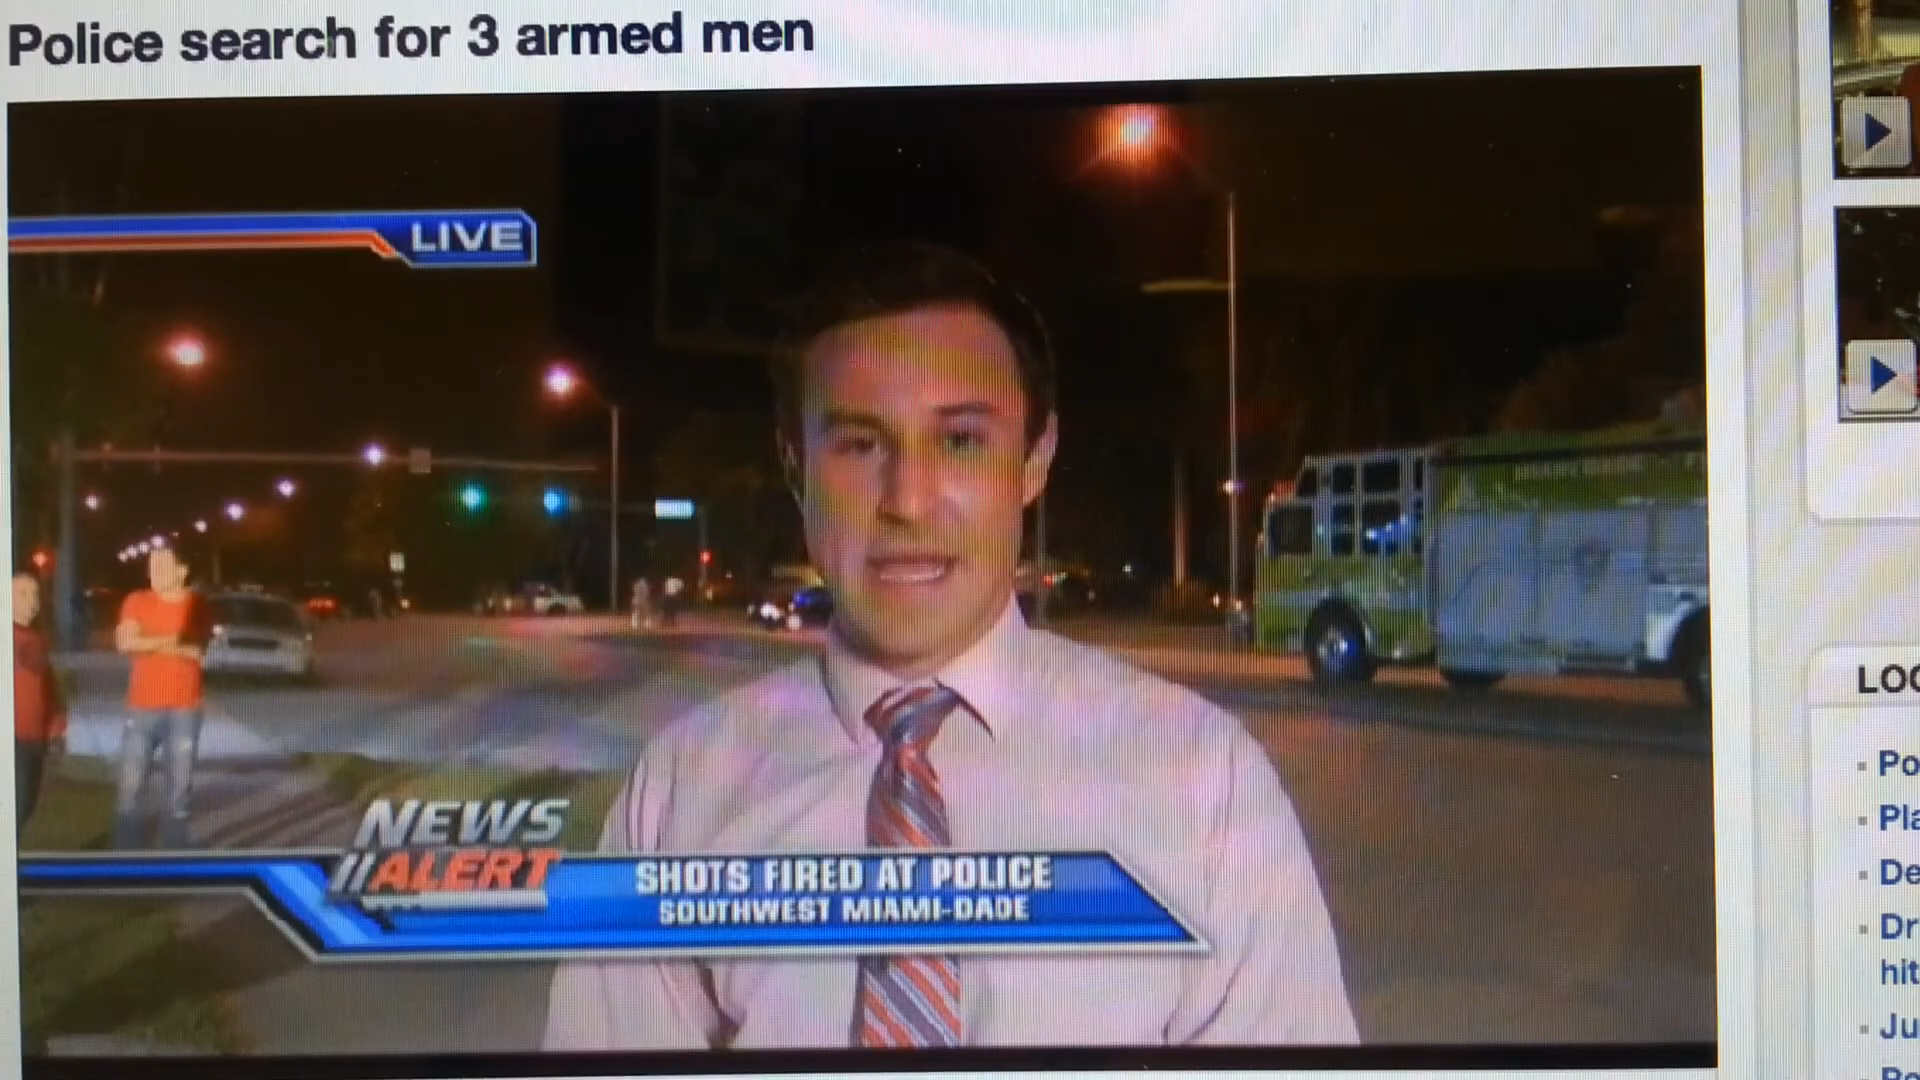 Police search for 3 armed men
LIVE
NEWS
ALERT
SHOTS FIRED AT POLICE
SOUTHWEST MIAMI-DADE
LOC
Po
Pla
De
Dr
hit
Ju